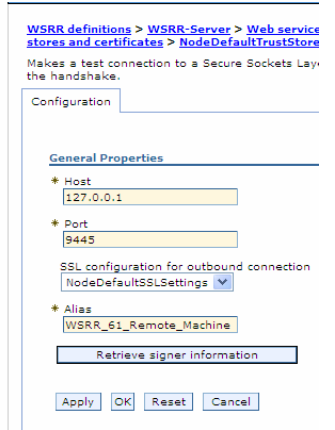 WSRR definitions > WSRR-Server > Web service
stores and certificates > NodeDefaultTrustStore
Makes a test connection to a Secure Sockets Lay
the handshake.
Configuration
General Properties
* Host
127.0.0.1
* Port
9445
SSL configuration for outbound connection
NodeDefaultSSLSettings
* Alias
WSRR_61_Remote_Machine
Retrieve signer information
Apply OK Reset Cancel